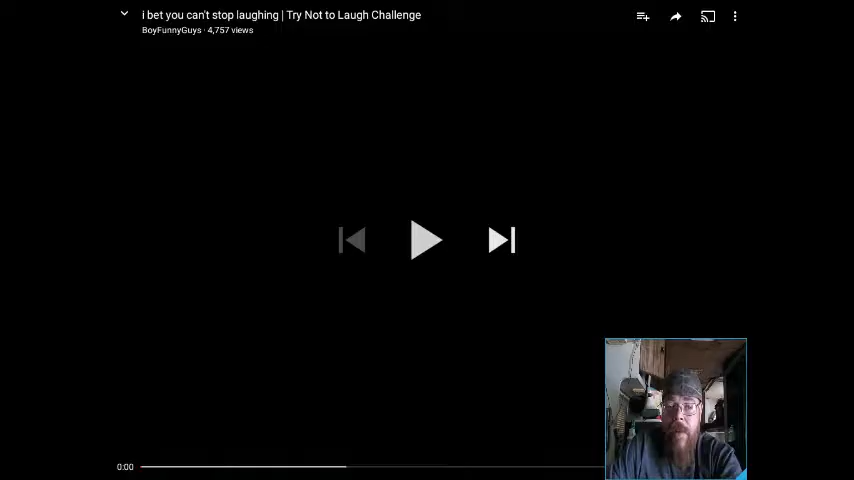 i bet you can't stop laughing | Try Not to Laugh Challenge
BoyFunnyGuys · 4,757 views
0:00